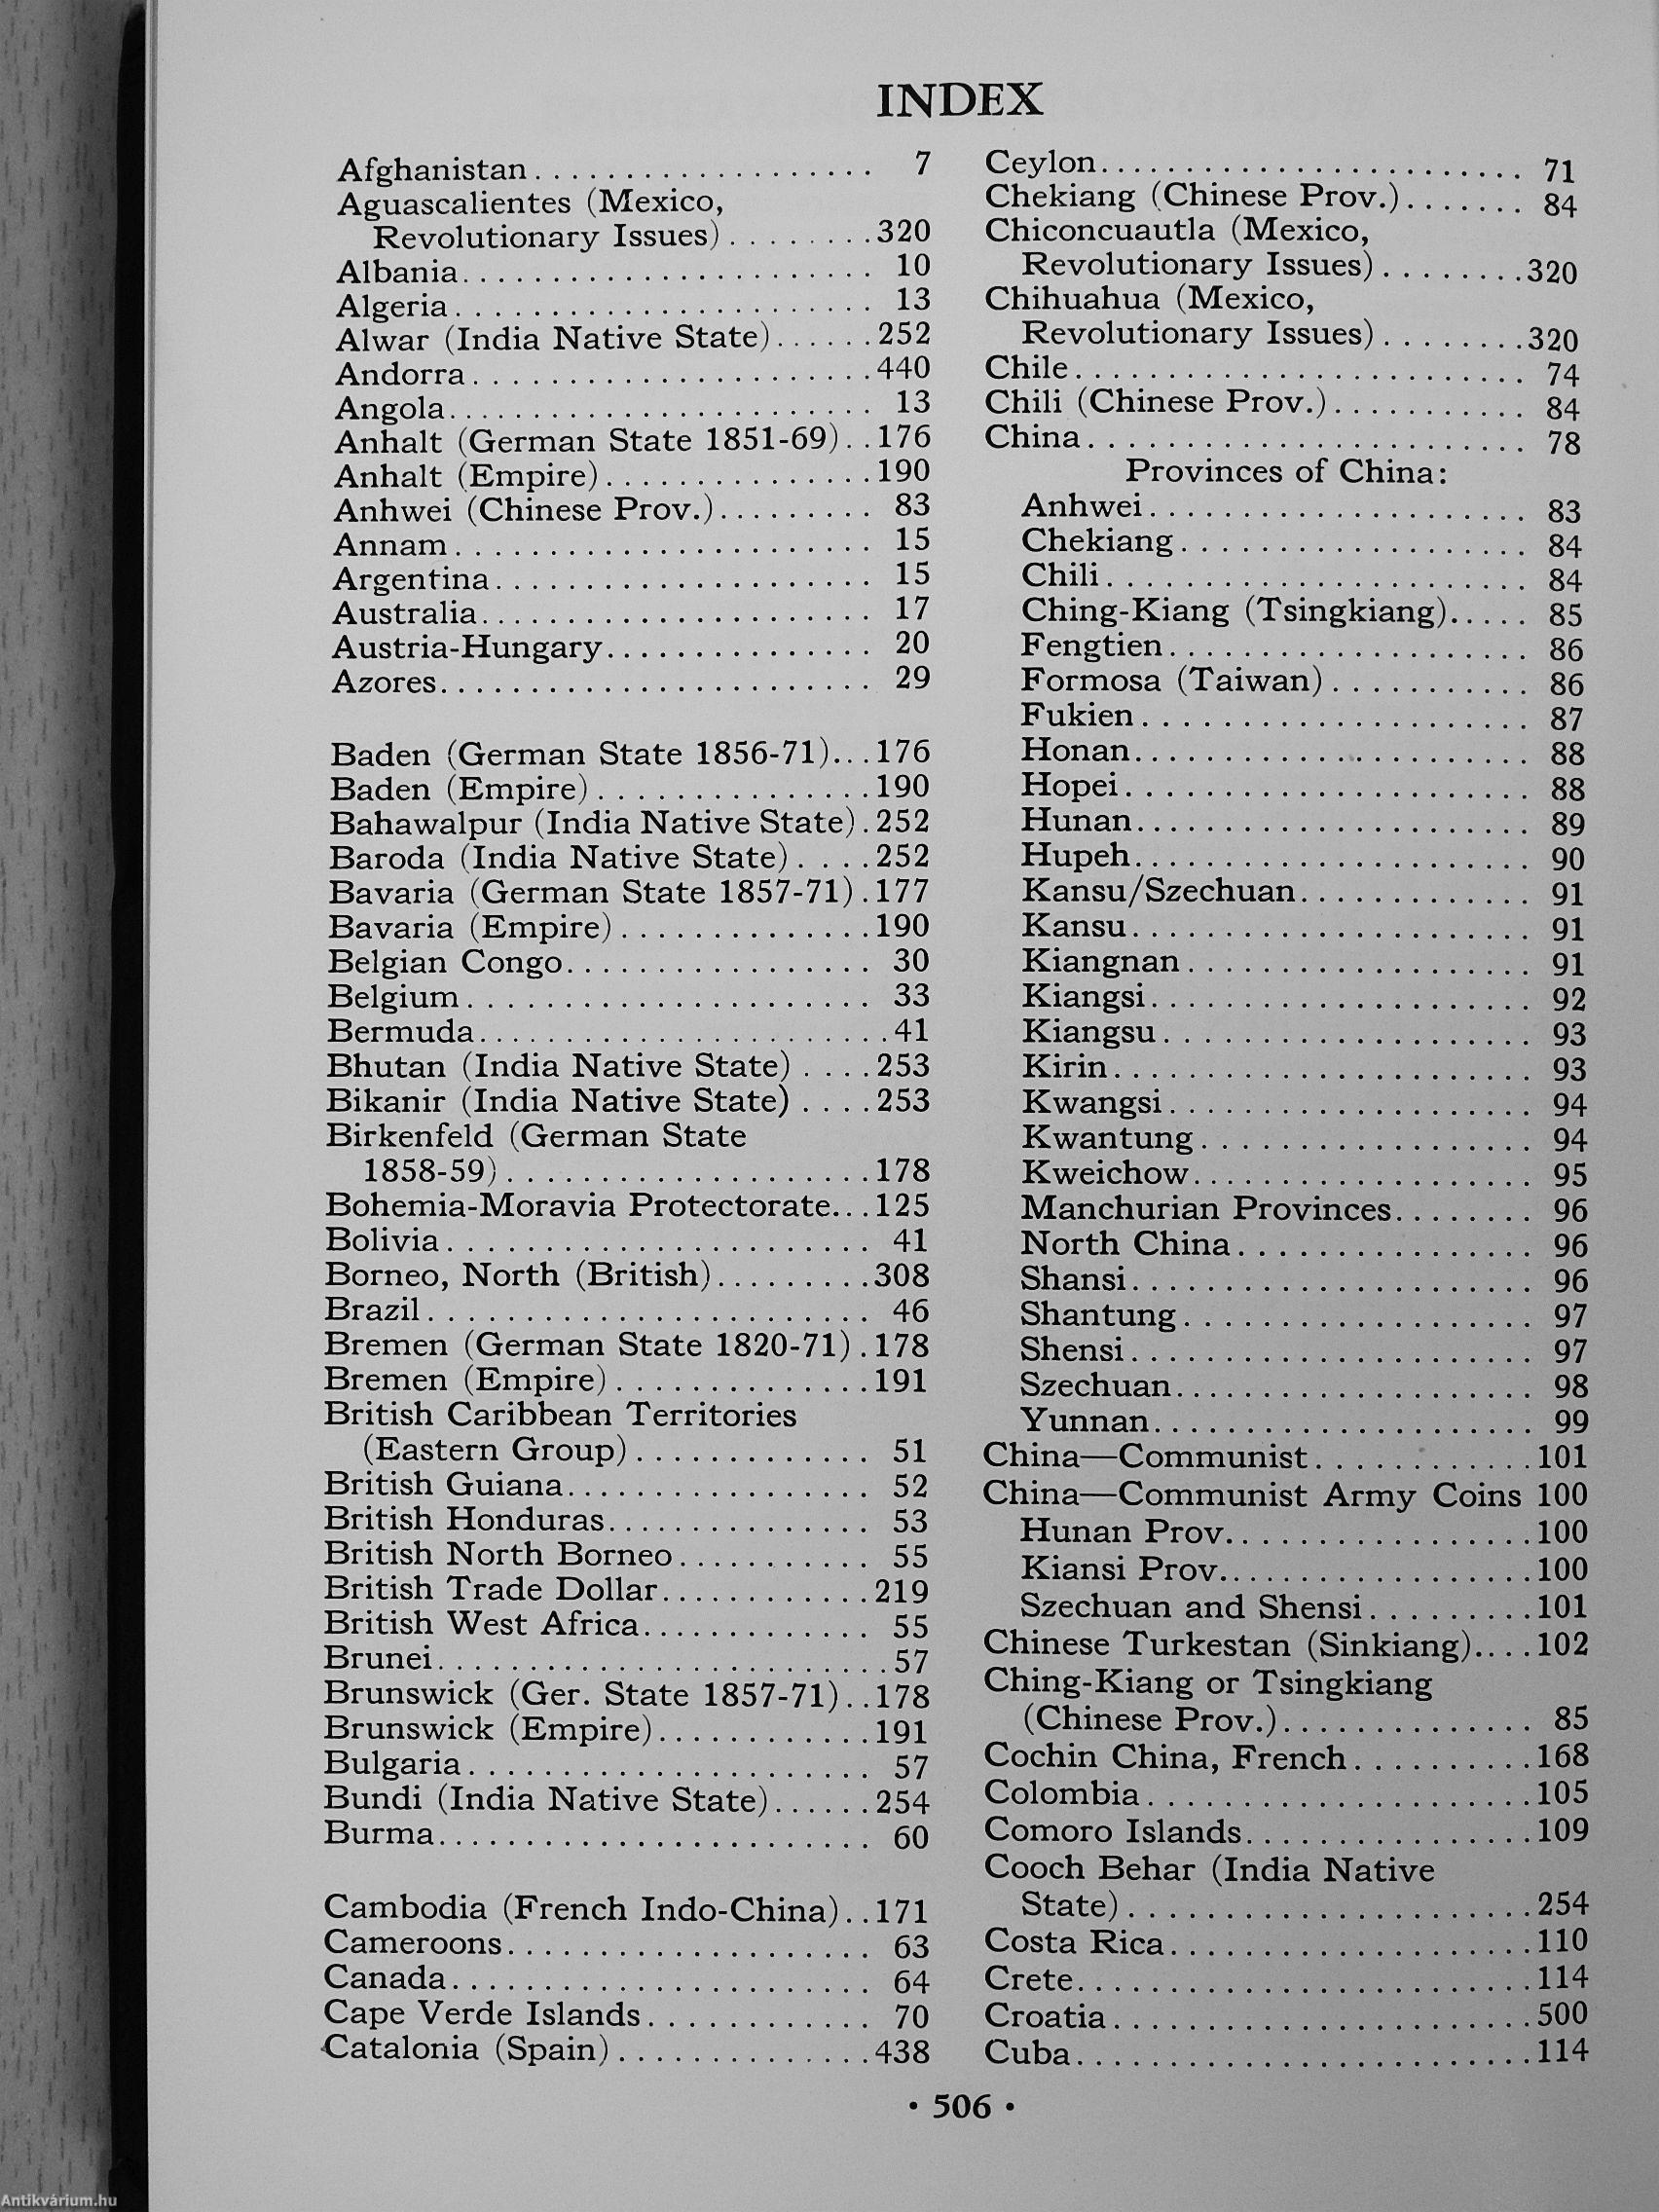 INDEX
Afghanistan . . . . . . . . . . . . . . . . . . . 7
Aguascalientes (Mexico,
Revolutionary Issues) . . . . . . . . 320
Albania . . . . . . . . . . . . . . . . . . . . . . 10
Algeria . . . . . . . . . . . . . . . . . . . . . . 13
Alwar (India Native State) . . . . . . 252
Andorra . . . . . . . . . . . . . . . . . . . . . 440
Angola . . . . . . . . . . . . . . . . . . . . . . 13
Anhalt (German State 1851-69) . . 176
Anhalt (Empire) . . . . . . . . . . . . . . 190
Anhwei (Chinese Prov.) . . . . . . . . . 83
Annam . . . . . . . . . . . . . . . . . . . . . . 15
Argentina . . . . . . . . . . . . . . . . . . . . 15
Australia . . . . . . . . . . . . . . . . . . . . . 17
Austria-Hungary . . . . . . . . . . . . . . 20
Azores . . . . . . . . . . . . . . . . . . . . . . . 29
Baden (German State 1856-71) . . . 176
Baden (Empire) . . . . . . . . . . . . . . . 190
Bahawalpur (India Native State) . 252
Baroda (India Native State) . . . . 252
Bavaria (German State 1857-71) . 177
Bavaria (Empire) . . . . . . . . . . . . . . 190
Belgian Congo . . . . . . . . . . . . . . . . 30
Belgium . . . . . . . . . . . . . . . . . . . . . 33
Bermuda . . . . . . . . . . . . . . . . . . . . . 41
Bhutan (India Native State) . . . . 253
Bikanir (India Native State) . . . . 253
Birkenfeld (German State
1858-59) . . . . . . . . . . . . . . . . . . . 178
Bohemia-Moravia Protectorate . . . 125
Bolivia . . . . . . . . . . . . . . . . . . . . . . 41
Borneo, North (British) . . . . . . . . . 308
Brazil . . . . . . . . . . . . . . . . . . . . . . . 46
Bremen (German State 1820-71) . 178
Bremen (Empire) . . . . . . . . . . . . . . 191
British Caribbean Territories
(Eastern Group) . . . . . . . . . . . . . 51
British Guiana . . . . . . . . . . . . . . . . 52
British Honduras . . . . . . . . . . . . . . 53
British North Borneo . . . . . . . . . . . 55
British Trade Dollar . . . . . . . . . . . 219
British West Africa . . . . . . . . . . . . . 55
Brunei . . . . . . . . . . . . . . . . . . . . . . . 57
Brunswick (Ger. State 1857-71) . . 178
Brunswick (Empire) . . . . . . . . . . . . 191
Bulgaria . . . . . . . . . . . . . . . . . . . . . 57
Bundi (India Native State) . . . . . . 254
Burma . . . . . . . . . . . . . . . . . . . . . . . 60
Cambodia (French Indo-China) . . 171
Cameroons . . . . . . . . . . . . . . . . . . . 63
Canada . . . . . . . . . . . . . . . . . . . . . . 64
Cape Verde Islands . . . . . . . . . . . . 70
Catalonia (Spain) . . . . . . . . . . . . . . 438
Ceylon . . . . . . . . . . . . . . . . . . . . . . . 71
Chekiang (Chinese Prov.) . . . . . . . 84
Chiconcuautla (Mexico,
Revolutionary Issues) . . . . . . . . 320
Chihuahua (Mexico,
Revolutionary Issues) . . . . . . . . 320
Chile . . . . . . . . . . . . . . . . . . . . . . . . 74
Chili (Chinese Prov.) . . . . . . . . . . . 84
China . . . . . . . . . . . . . . . . . . . . . . . 78
Provinces of China:
Anhwei . . . . . . . . . . . . . . . . . . . . 83
Chekiang . . . . . . . . . . . . . . . . . . . 84
Chili . . . . . . . . . . . . . . . . . . . . . . . 84
Ching-Kiang (Tsingkiang) . . . . . 85
Fengtien . . . . . . . . . . . . . . . . . . . 86
Formosa (Taiwan) . . . . . . . . . . . 86
Fukien . . . . . . . . . . . . . . . . . . . . . 87
Honan . . . . . . . . . . . . . . . . . . . . . 88
Hopei . . . . . . . . . . . . . . . . . . . . . . 88
Hunan . . . . . . . . . . . . . . . . . . . . . 89
Hupeh . . . . . . . . . . . . . . . . . . . . . 90
Kansu/Szechuan . . . . . . . . . . . . . 91
Kansu . . . . . . . . . . . . . . . . . . . . . 91
Kiangnan . . . . . . . . . . . . . . . . . . 91
Kiangsi . . . . . . . . . . . . . . . . . . . . 92
Kiangsu . . . . . . . . . . . . . . . . . . . . 93
Kirin . . . . . . . . . . . . . . . . . . . . . . 93
Kwangsi . . . . . . . . . . . . . . . . . . . 94
Kwantung . . . . . . . . . . . . . . . . . . 94
Kweichow . . . . . . . . . . . . . . . . . . 95
Manchurian Provinces . . . . . . . . 96
North China . . . . . . . . . . . . . . . . 96
Shansi . . . . . . . . . . . . . . . . . . . . . 96
Shantung . . . . . . . . . . . . . . . . . . . 97
Shensi . . . . . . . . . . . . . . . . . . . . . 97
Szechuan . . . . . . . . . . . . . . . . . . . 98
Yunnan . . . . . . . . . . . . . . . . . . . . 99
China—Communist . . . . . . . . . . . . 101
China—Communist Army Coins 100
Hunan Prov. . . . . . . . . . . . . . . . . 100
Kiansi Prov. . . . . . . . . . . . . . . . . 100
Szechuan and Shensi . . . . . . . . . 101
Chinese Turkestan (Sinkiang) . . . . 102
Ching-Kiang or Tsingkiang
(Chinese Prov.) . . . . . . . . . . . . . . 85
Cochin China, French . . . . . . . . . . 168
Colombia . . . . . . . . . . . . . . . . . . . . 105
Comoro Islands . . . . . . . . . . . . . . . 109
Cooch Behar (India Native
State) . . . . . . . . . . . . . . . . . . . . . . 254
Costa Rica . . . . . . . . . . . . . . . . . . . 110
Crete . . . . . . . . . . . . . . . . . . . . . . . . 114
Croatia . . . . . . . . . . . . . . . . . . . . . . 500
Cuba . . . . . . . . . . . . . . . . . . . . . . . . 114
• 506 •
Antikvárium.hu